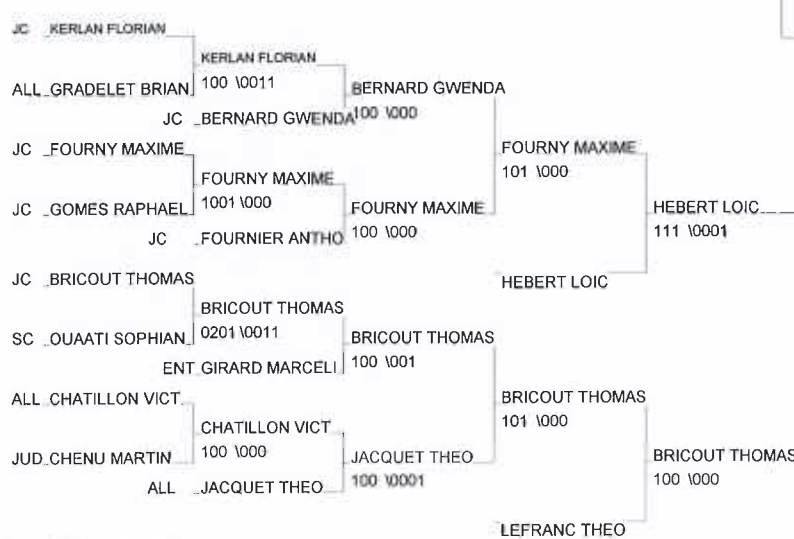 JC KERLAN FLORIAN
KERLAN FLORIAN
ALL GRADELET BRIAN 100 \0011 BERNARD GWENDA
JC BERNARD GWENDA 100 \000
JC FOURNY MAXIME FOURNY MAXIME
FOURNY MAXIME 101 \000
JC GOMES RAPHAEL 1001 \000 FOURNY MAXIME HEBERT LOIC
JC FOURNIER ANTHO 100 \000 111 \0001
JC BRICOUT THOMAS HEBERT LOIC
BRICOUT THOMAS
SC OUAATI SOPHIAN 0201 \0011 BRICOUT THOMAS
ENT GIRARD MARCELI 100 \001
ALL CHATILLON VICT BRICOUT THOMAS
CHATILLON VICT 101 \000
JUD CHENU MARTIN 100 \000 JACQUET THEO BRICOUT THOMAS
ALL JACQUET THEO 100 \0001 100 \000
LEFRANC THEO